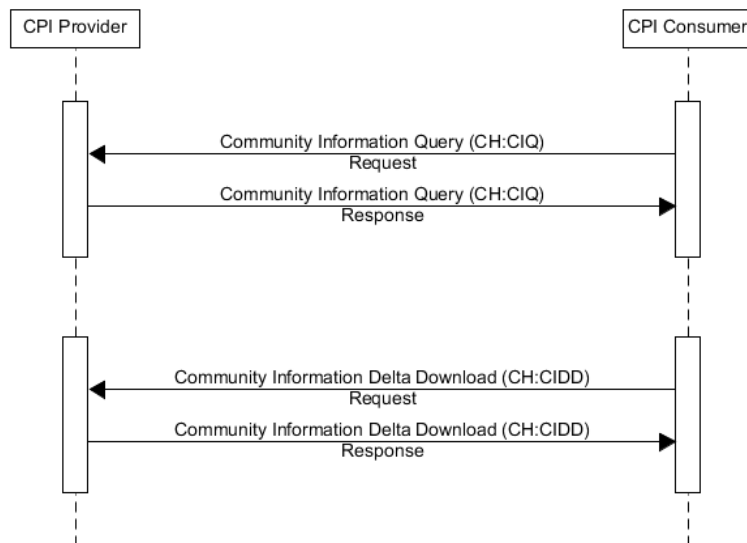 CPI Provider
CPI Consumer
Community Information Query (CH:CIQ)
Request
Community Information Query (CH:CIQ)
Response
Community Information Delta Download (CH:CIDD)
Request
Community Information Delta Download (CH:CIDD)
Response